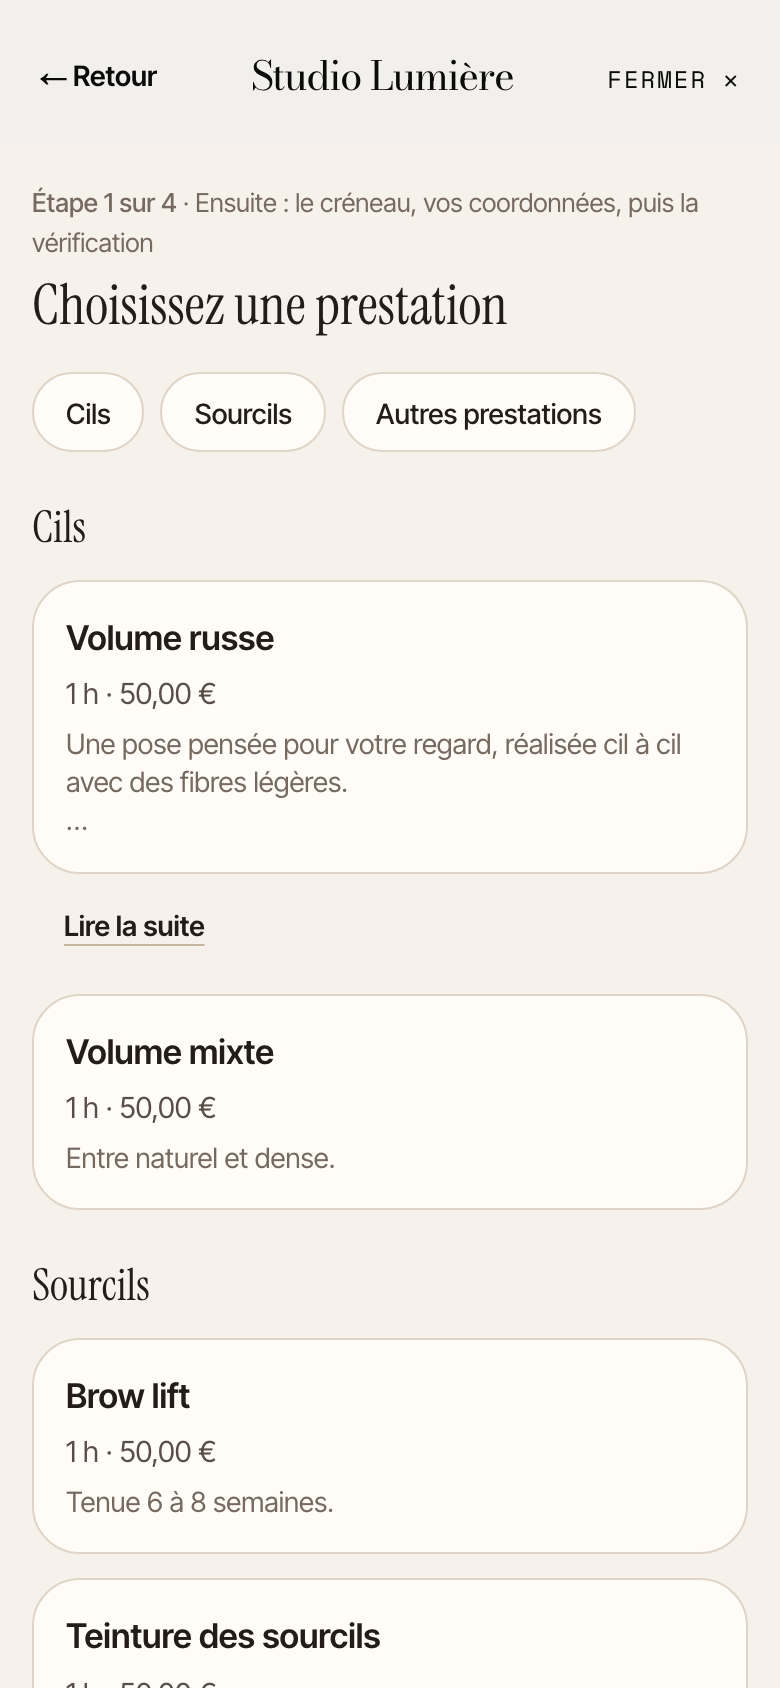 ← Retour
Studio Lumière
FERMER ×
Étape 1 sur 4 · Ensuite : le créneau, vos coordonnées, puis la
vérification
Choisissez une prestation
Cils
Sourcils
Autres prestations
Cils
Volume russe
1 h · 50,00 €
Une pose pensée pour votre regard, réalisée cil à cil
avec des fibres légères.
…
Lire la suite
Volume mixte
1 h · 50,00 €
Entre naturel et dense.
Sourcils
Brow lift
1 h · 50,00 €
Tenue 6 à 8 semaines.
Teinture des sourcils